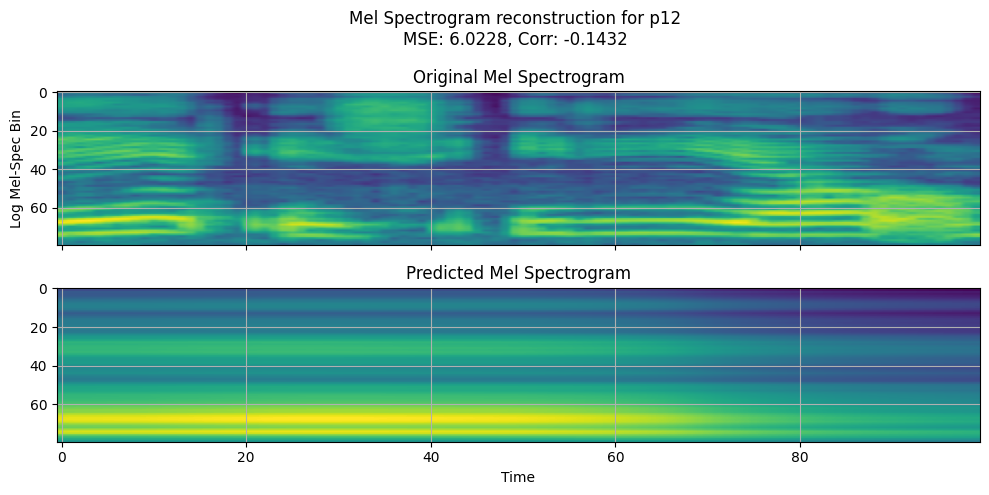 Mel Spectrogram reconstruction for p12
MSE: 6.0228, Corr: -0.1432
Original Mel Spectrogram
Log Mel-Spec Bin
0
20
40
60
Predicted Mel Spectrogram
0
20
40
60
0 20 40 60 80
Time